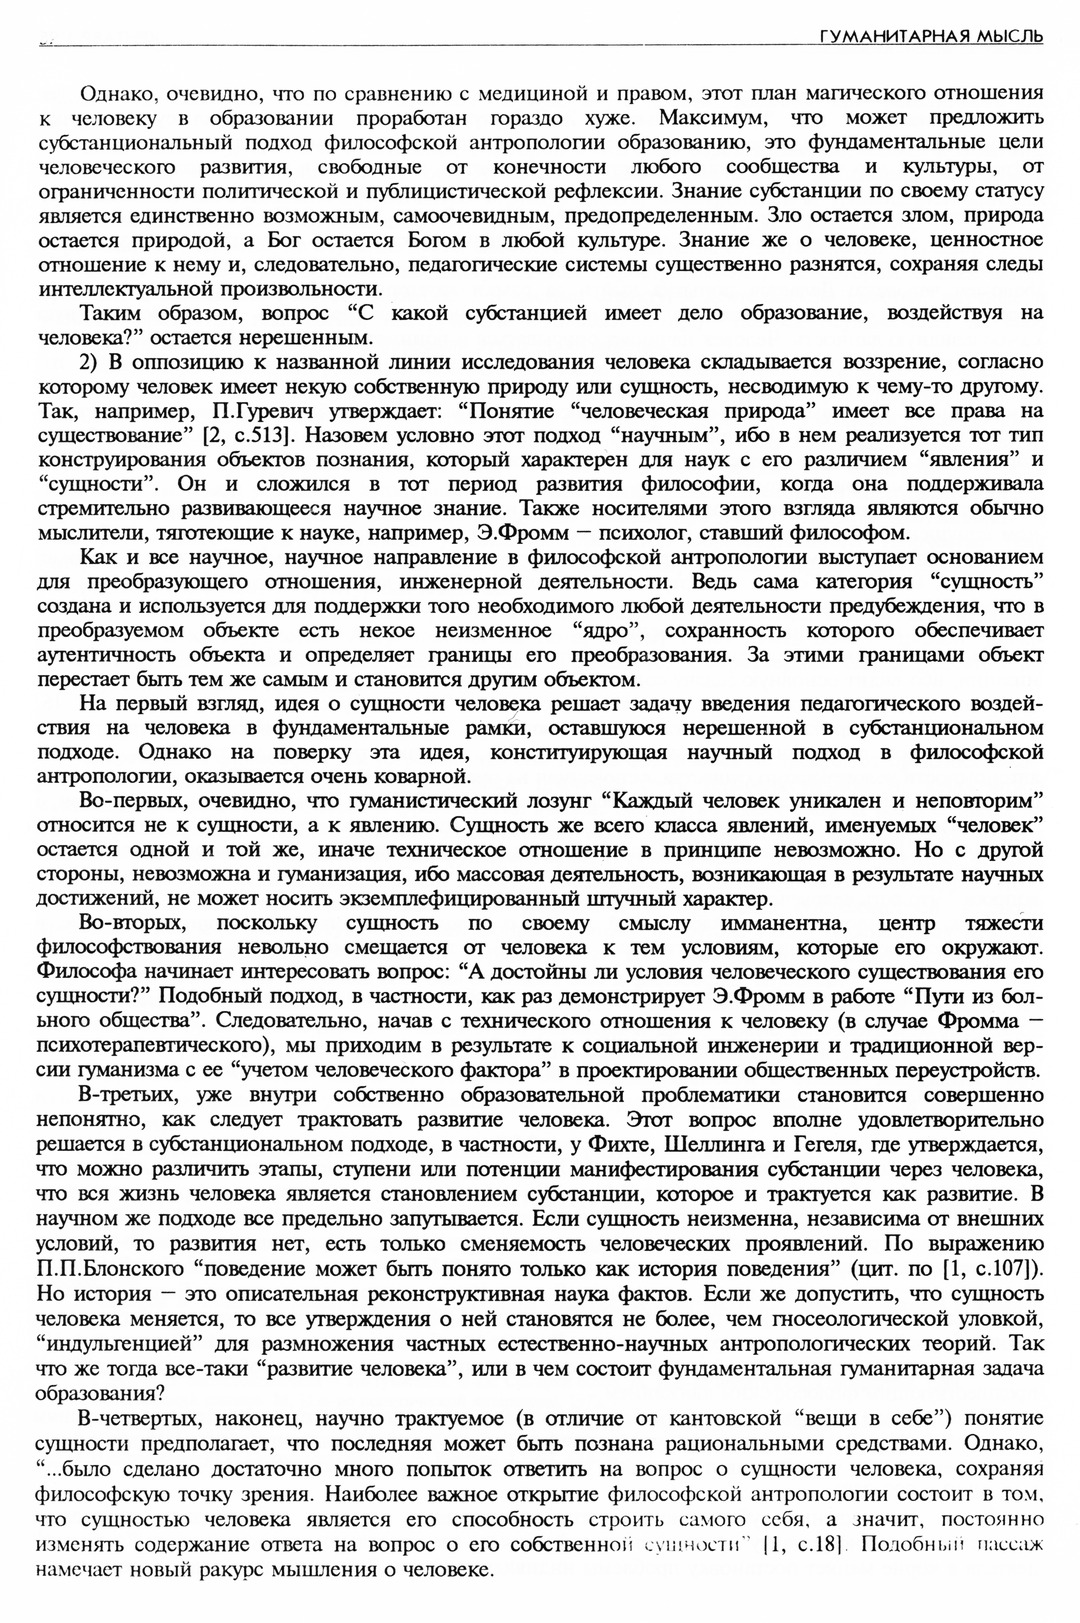 ГУМАНИТАРНАЯ МЫСЛЬ
Однако, очевидно, что по сравнению с медициной и правом, этот план магического отношения
к человеку в образовании проработан гораздо хуже. Максимум, что может предложить
субстанциональный подход философской антропологии образованию, это фундаментальные цели
человеческого развития, свободные от конечности любого сообщества и культуры, от
ограниченности политической и публицистической рефлексии. Знание субстанции по своему статусу
является единственно возможным, самоочевидным, предопределенным. Зло остается злом, природа
остается природой, а Бог остается Богом в любой культуре. Знание же о человеке, ценностное
отношение к нему и, следовательно, педагогические системы существенно разнятся, сохраняя следы
интеллектуальной произвольности.
Таким образом, вопрос “С какой субстанцией имеет дело образование, воздействуя на
человека?” остается нерешенным.
2) В оппозицию к названной линии исследования человека складывается воззрение, согласно
которому человек имеет некую собственную природу или сущность, несводимую к чему-то другому.
Так, например, П.Гуревич утверждает: “Понятие “человеческая природа” имеет все права на
существование” [2, с.513]. Назовем условно этот подход “научным”, ибо в нем реализуется тот тип
конструирования объектов познания, который характерен для наук с его различием “явления” и
“сущности”. Он и сложился в тот период развития философии, когда она поддерживала
стремительно развивающееся научное знание. Также носителями этого взгляда являются обычно
мыслители, тяготеющие к науке, например, Э.Фромм — психолог, ставший философом.
Как и все научное, научное направление в философской антропологии выступает основанием
для преобразующего отношения, инженерной деятельности. Ведь сама категория “сущность”
создана и используется для поддержки того необходимого любой деятельности предубеждения, что в
преобразуемом объекте есть некое неизменное “ядро”, сохранность которого обеспечивает
аутентичность объекта и определяет границы его преобразования. За этими границами объект
перестает быть тем же самым и становится другим объектом.
На первый взгляд, идея о сущности человека решает задачу введения педагогического воздей-
ствия на человека в фундаментальные рамки, оставшуюся нерешенной в субстанциональном
подходе. Однако на поверку эта идея, конституирующая научный подход в философской
антропологии, оказывается очень коварной.
Во-первых, очевидно, что гуманистический лозунг “Каждый человек уникален и неповторим”
относится не к сущности, а к явлению. Сущность же всего класса явлений, именуемых “человек”
остается одной и той же, иначе техническое отношение в принципе невозможно. Но с другой
стороны, невозможна и гуманизация, ибо массовая деятельность, возникающая в результате научных
достижений, не может носить экземплефицированный штучный характер.
Во-вторых, поскольку сущность по своему смыслу имманентна, центр тяжести
философствования невольно смещается от человека к тем условиям, которые его окружают.
Философа начинает интересовать вопрос: “А достойны ли условия человеческого существования его
сущности?” Подобный подход, в частности, как раз демонстрирует Э.Фромм в работе “Пути из бол-
ьного общества”. Следовательно, начав с технического отношения к человеку (в случае Фромма —
психотерапевтического), мы приходим в результате к социальной инженерии и традиционной вер-
сии гуманизма с ее “учетом человеческого фактора” в проектировании общественных переустройств.
В-третьих, уже внутри собственно образовательной проблематики становится совершенно
непонятно, как следует трактовать развитие человека. Этот вопрос вполне удовлетворительно
решается в субстанциональном подходе, в частности, у Фихте, Шеллинга и Гегеля, где утверждается,
что можно различить этапы, ступени или потенции манифестирования субстанции через человека,
что вся жизнь человека является становлением субстанции, которое и трактуется как развитие. В
научном же подходе все предельно запутывается. Если сущность неизменна, независима от внешних
условий, то развития нет, есть только сменяемость человеческих проявлений. По выражению
П.П.Блонского “поведение может быть понято только как история поведения” (цит. по [1, с.107]).
Но история — это описательная реконструктивная наука фактов. Если же допустить, что сущность
человека меняется, то все утверждения о ней становятся не более, чем гносеологической уловкой,
“индульгенцией” для размножения частных естественно-научных антропологических теорий. Так
что же тогда все-таки “развитие человека”, или в чем состоит фундаментальная гуманитарная задача
образования?
В-четвертых, наконец, научно трактуемое (в отличие от кантовской “вещи в себе”) понятие
сущности предполагает, что последняя может быть познана рациональными средствами. Однако,
“...было сделано достаточно много попыток ответить на вопрос о сущности человека, сохраняя
философскую точку зрения. Наиболее важное открытие философской антропологии состоит в том,
что сущностью человека является его способность строить самого себя, а значит, постоянно
изменять содержание ответа на вопрос о его собственной сущности” [1, с.18]. Подобный пассаж
намечает новый ракурс мышления о человеке.